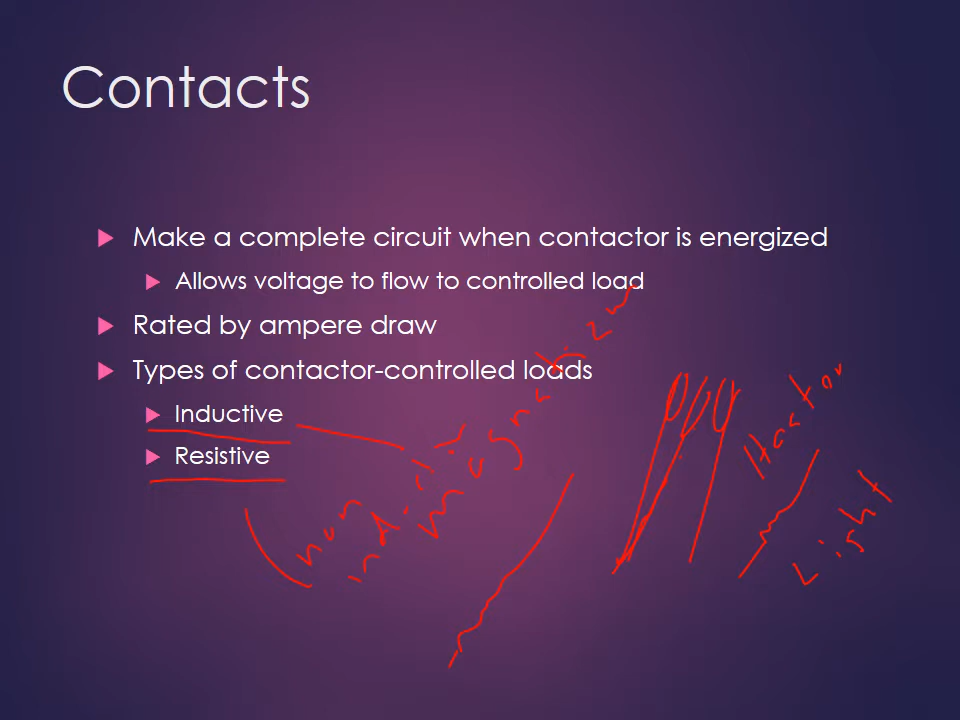 Contacts
Make a complete circuit when contactor is energized
Allows voltage to flow to controlled load
Rated by ampere draw
Types of contactor-controlled loads
Inductive
Resistive
Light